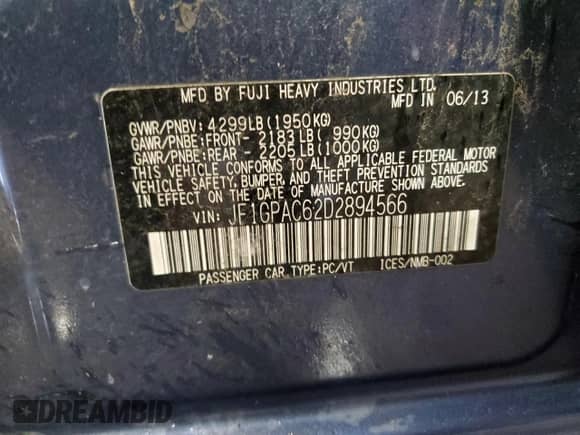 MFD BY FUJI HEAVY INDUSTRIES LTD.
MFD IN 06/13
GVWR/PNBV: 4299LB(1950KG)
GAWR/PNBE:FRONT- 2183LB( 990KG)
GAWR/PNBE:REAR - 2205LB(1000KG)
THIS VEHICLE CONFORMS TO ALL APPLICABLE FEDERAL MOTOR
VEHICLE SAFETY, BUMPER, AND THEFT PREVENTION STANDARDS
IN EFFECT ON THE DATE OF MANUFACTURE SHOWN ABOVE.
VIN: JF1GPAC62D2894566
PASSENGER CAR TYPE:PC/VT ICES/NMB-002
DREAMBID